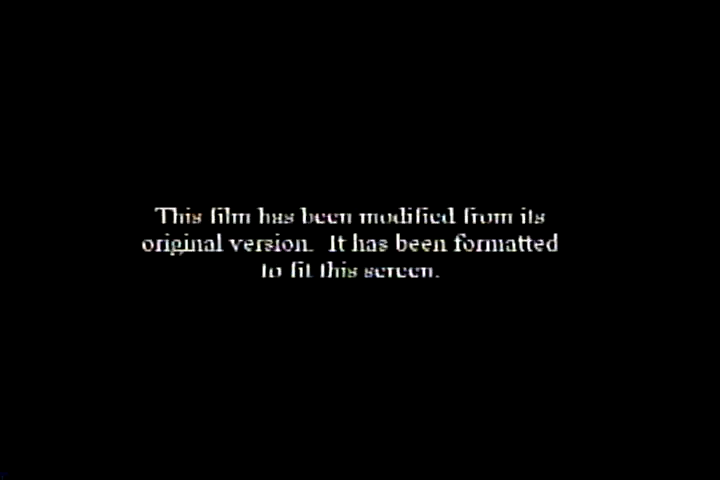 This film has been modified from its
original version.  It has been formatted
to fit this screen.